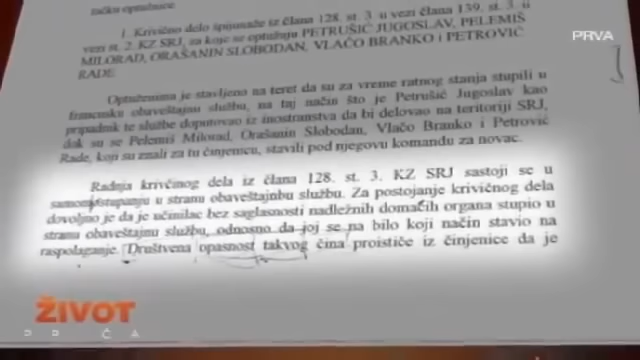 tačku optužnice.
1. Krivično delo špijunaže iz člana 128. st. 3. u vezi člana 139. st. 3. u
vezi st. 2. KZ SRJ, za koje se optužuju PETRUŠIĆ JUGOSLAV, PELEMIŠ
MILORAD, ORAŠANIN SLOBODAN, VLAČO BRANKO i PETROVIĆ
RADE
Optuženima je stavljeno na teret da su za vreme ratnog stanja stupili u
francusku obaveštajnu službu, na taj način što je Petrušić Jugoslav kao
pripadnik te službe doputovao iz inostranstva da bi delovao na teritoriji SRJ,
dok su se Pelemiš Milorad, Orašanin Slobodan, Vlačo Branko i Petrović
Rade, koji su znali za tu činjenicu, stavili pod njegovu komandu za novac.
Radnja krivičnog dela iz člana 128. st. 3. KZ SRJ sastoji se u
samom stupanju u stranu obaveštajnbu službu. Za postojanje krivičnog dela
dovoljno je da je učinilac bez saglasnosti nadležnih domaćih organa stupio u
stranu obaveštajnu službu, odnosno da joj se na bilo koji način stavio na
raspolaganje. Društvena opasnost takvog čina proističe iz činjenice da je
PRVA
ŽIVOT
PRIČA